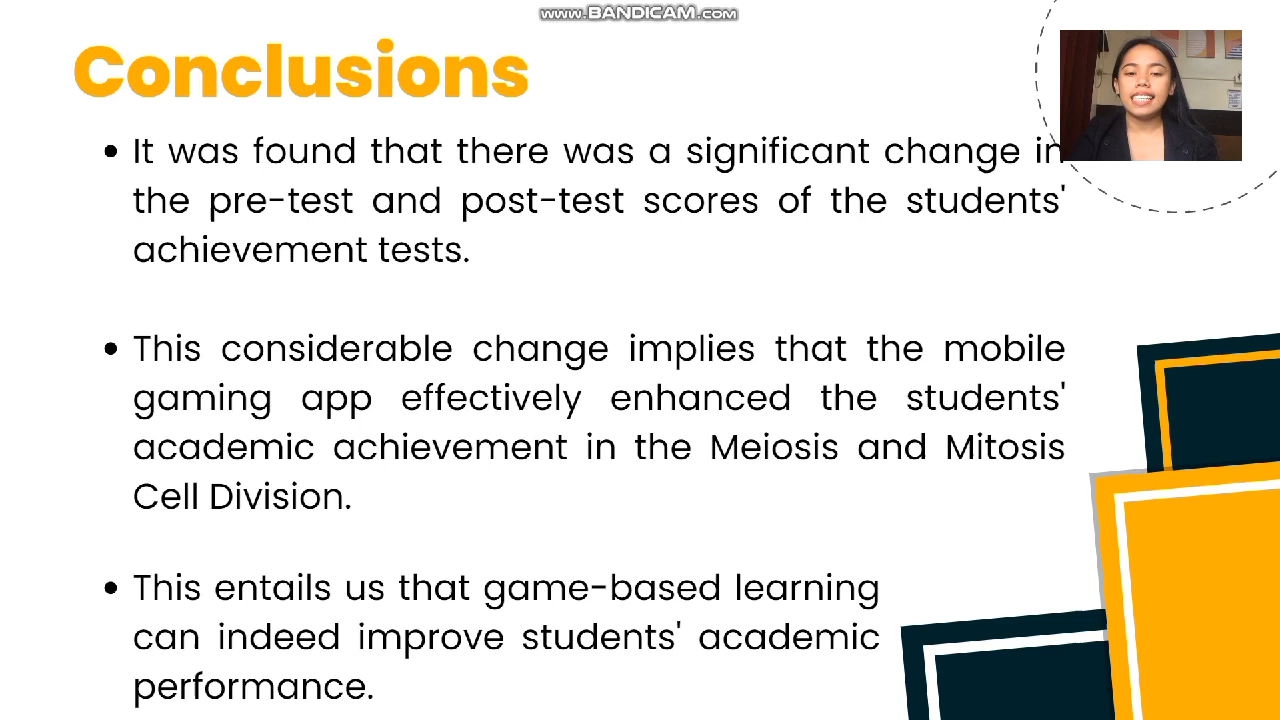 www.BANDICAM.com
Conclusions
• It was found that there was a significant change in
the pre-test and post-test scores of the students'
achievement tests.
• This considerable change implies that the mobile
gaming app effectively enhanced the students'
academic achievement in the Meiosis and Mitosis
Cell Division.
• This entails us that game-based learning
can indeed improve students' academic
performance.